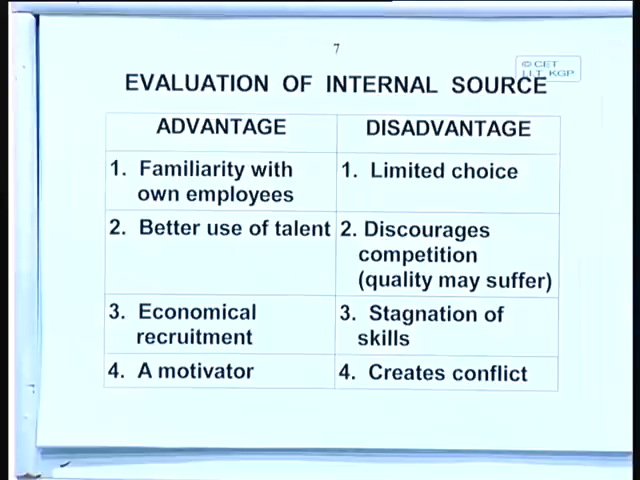 7
© CET
I.I.T. KGP
EVALUATION OF INTERNAL SOURCE
ADVANTAGE
DISADVANTAGE
1. Familiarity with
own employees
1. Limited choice
2. Better use of talent
2. Discourages
competition
(quality may suffer)
3. Economical
recruitment
3. Stagnation of
skills
4. A motivator
4. Creates conflict